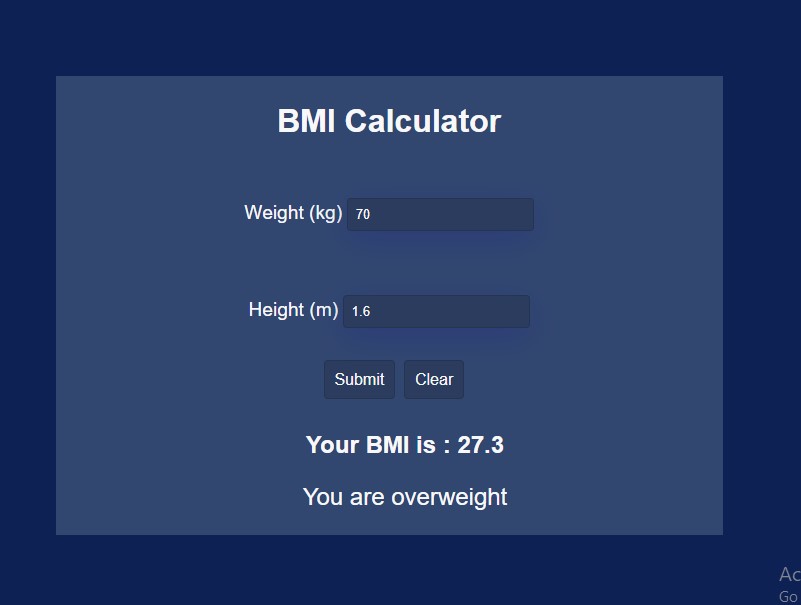 BMI Calculator
Weight (kg) 70
Height (m) 1.6
Submit Clear
Your BMI is : 27.3
You are overweight
Go